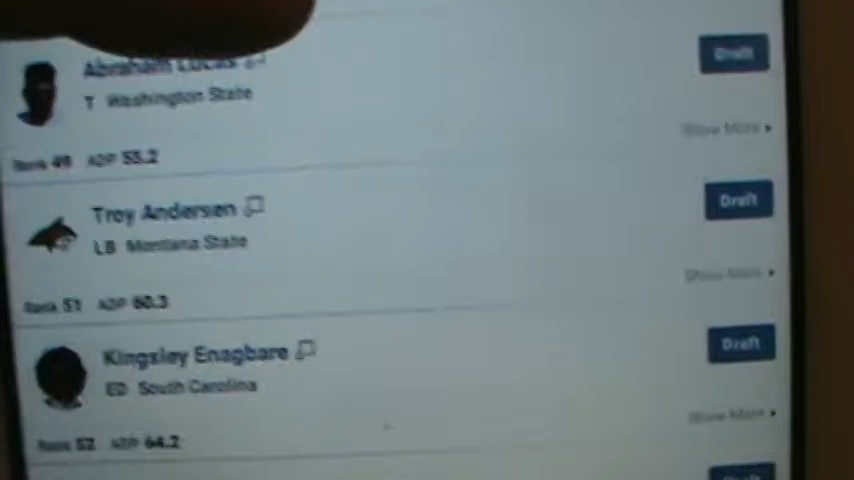 Abraham Lucas
Draft
T Washington State
Show More
Rank 49 ADP 55.2
Troy Andersen
Draft
LB Montana State
Show More
Rank 51 ADP 60.3
Kingsley Enagbare
Draft
ED South Carolina
Show More
Rank 52 ADP 64.2
Draft